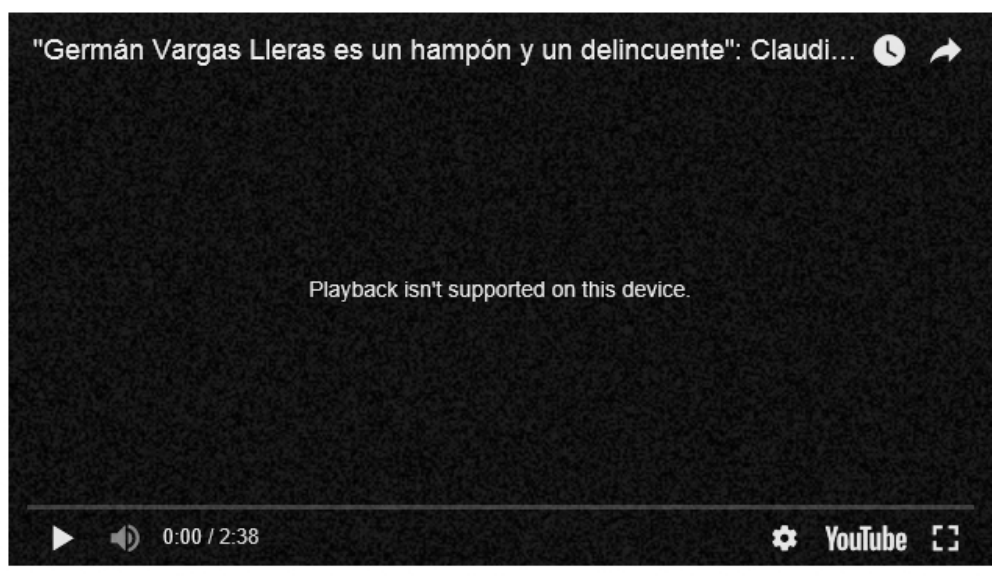 "Germán Vargas Lleras es un hampón y un delincuente": Claudi...
Playback isn't supported on this device.
0:00 / 2:38
YouTube